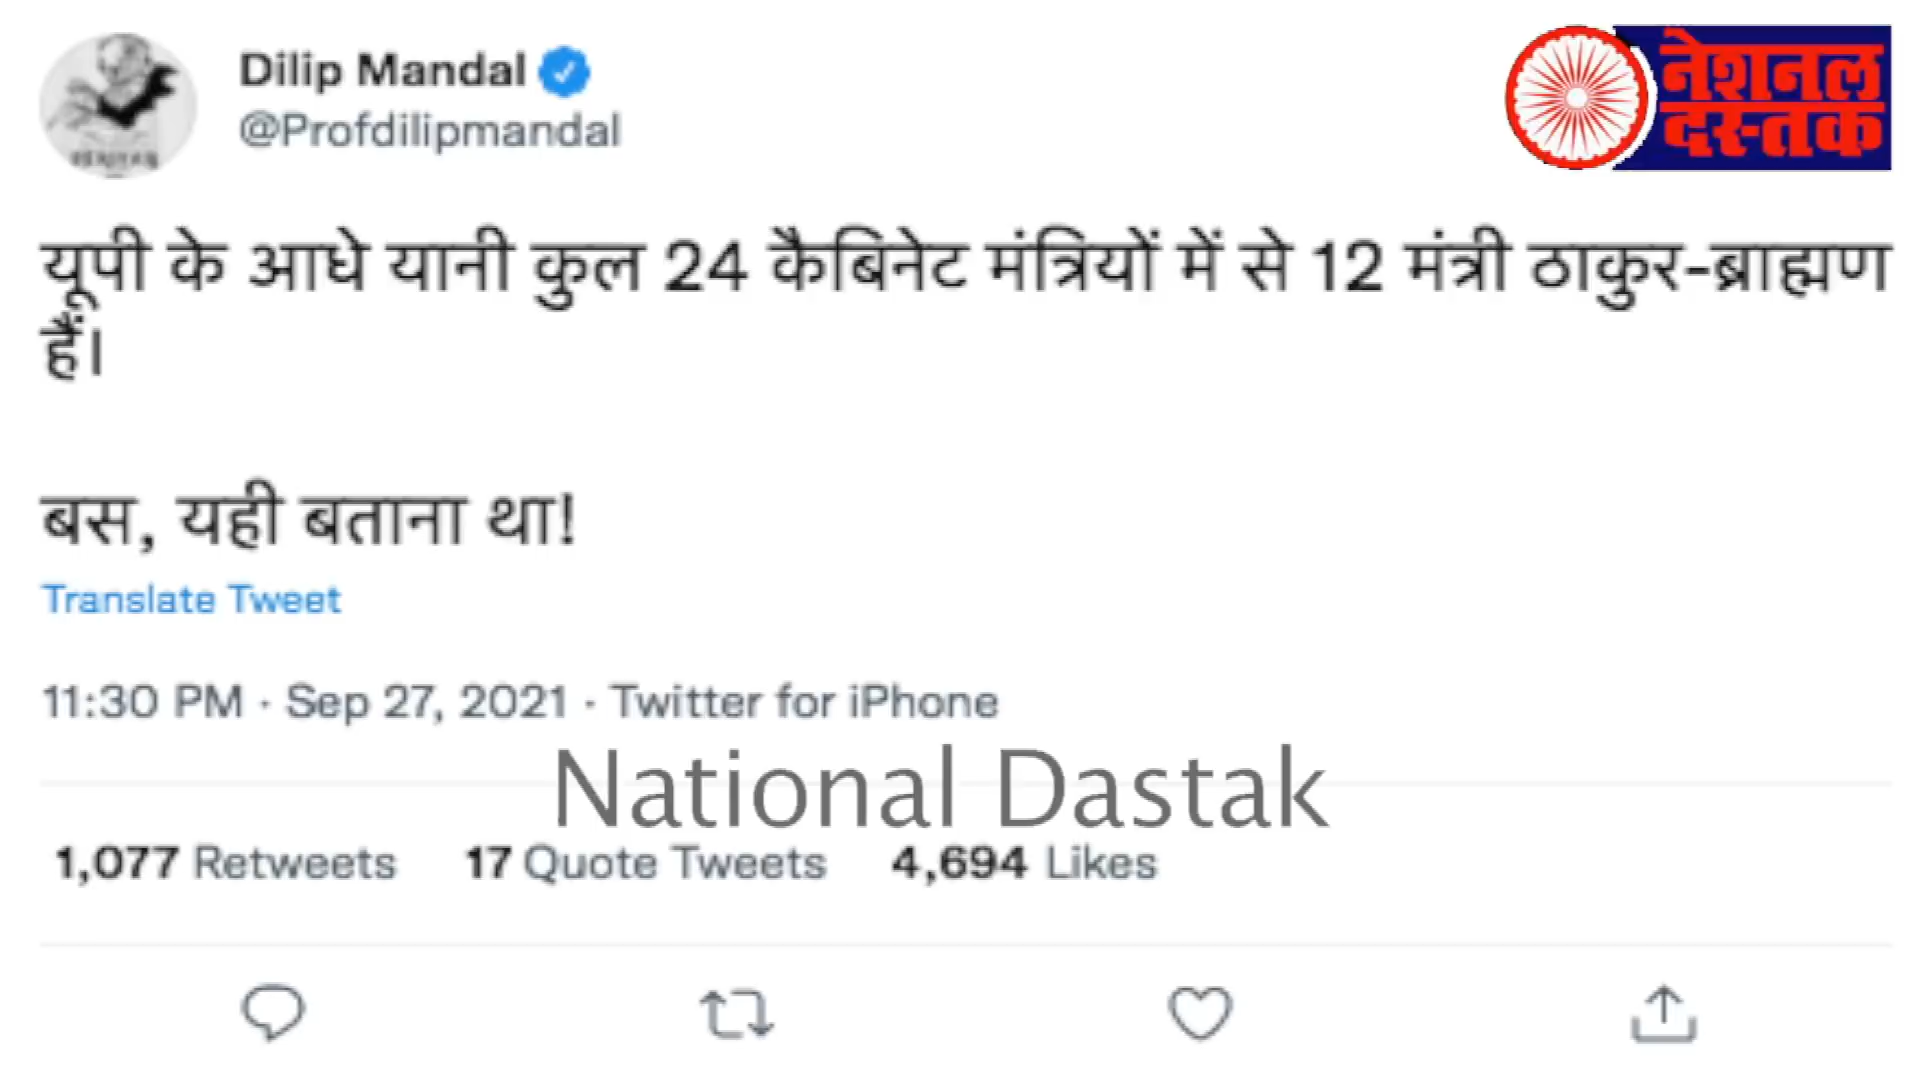 Dilip Mandal
@Profdilipmandal
नेशनल
दस्तक
यूपी के आधे यानी कुल 24 कैबिनेट मंत्रियों में से 12 मंत्री ठाकुर-ब्राह्मण
हैं।
बस, यही बताना था!
Translate Tweet
11:30 PM · Sep 27, 2021 · Twitter for iPhone
National Dastak
1,077 Retweets 17 Quote Tweets 4,694 Likes